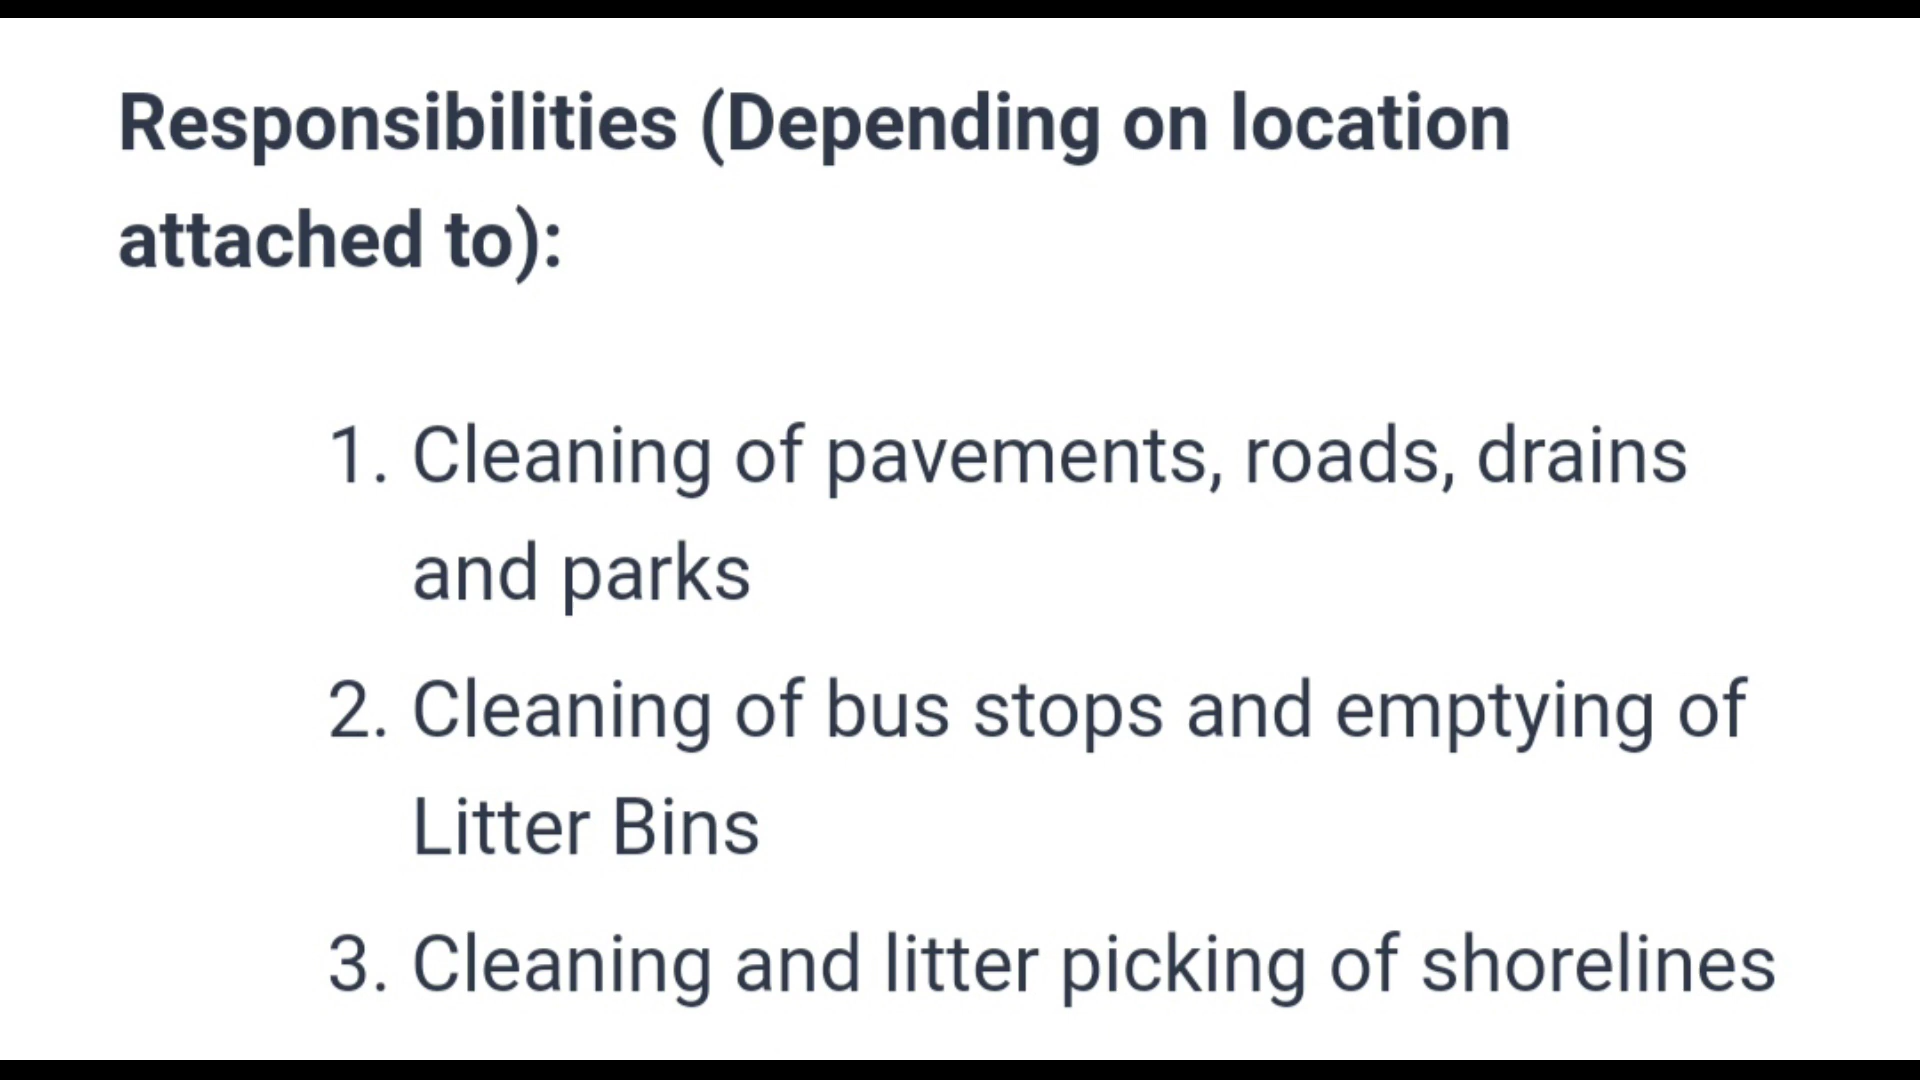 Responsibilities (Depending on location
attached to):
1. Cleaning of pavements, roads, drains
and parks
2. Cleaning of bus stops and emptying of
Litter Bins
3. Cleaning and litter picking of shorelines